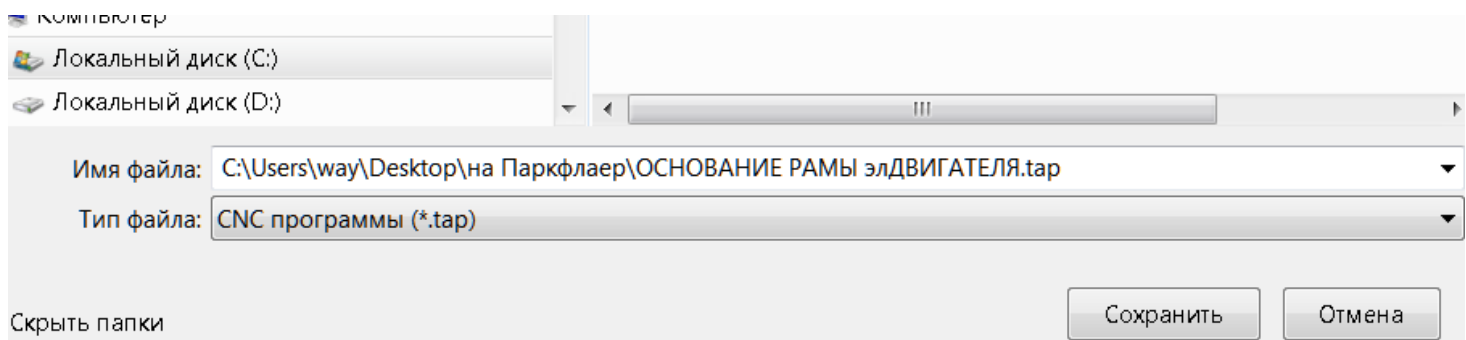 Компьютер
Локальный диск (C:)
Локальный диск (D:)
Имя файла: C:\Users\way\Desktop\на Паркфлаер\ОСНОВАНИЕ РАМЫ элДВИГАТЕЛЯ.tap
Тип файла: CNC программы (*.tap)
Сохранить Отмена
Скрыть папки